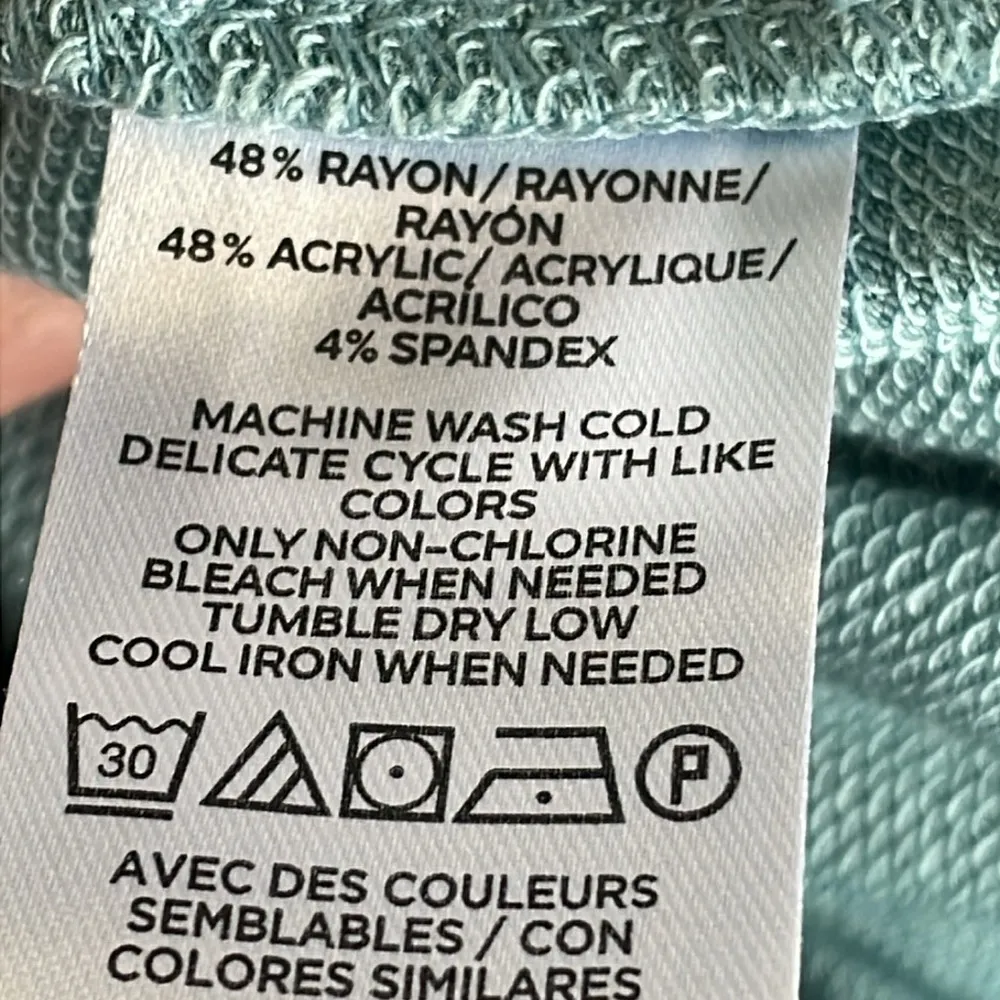 48% RAYON/RAYONNE/
RAYÓN
48% ACRYLIC/ ACRYLIQUE/
ACRÍLICO
4% SPANDEX
MACHINE WASH COLD
DELICATE CYCLE WITH LIKE
COLORS
ONLY NON-CHLORINE
BLEACH WHEN NEEDED
TUMBLE DRY LOW
COOL IRON WHEN NEEDED
30 P
AVEC DES COULEURS
SEMBLABLES / CON
COLORES SIMILARES